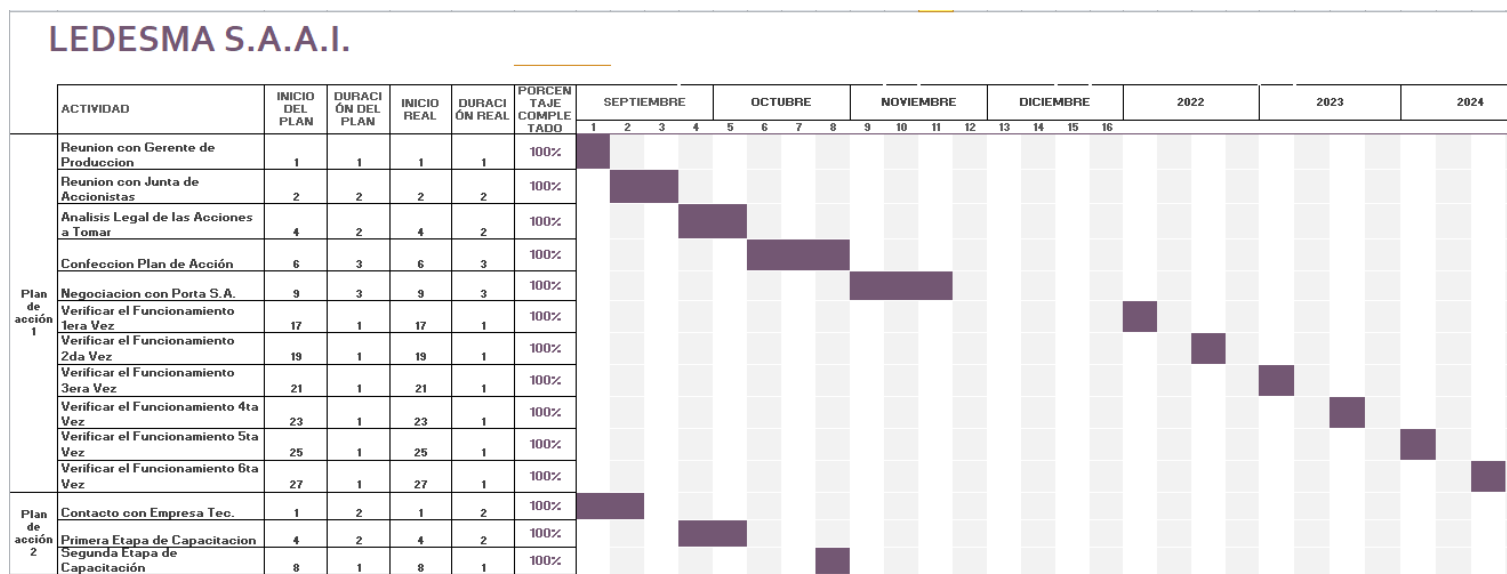 LEDESMA S.A.A.I.
ACTIVIDAD INICIO DEL PLAN DURACIÓN DEL PLAN INICIO REAL DURACIÓN REAL PORCENTAJE COMPLETADO SEPTIEMBRE OCTUBRE NOVIEMBRE DICIEMBRE 2022 2023 2024
1 2 3 4 5 6 7 8 9 10 11 12 13 14 15 16
Plan de acción 1
Reunion con Gerente de Produccion 1 1 1 1 100%
Reunion con Junta de Accionistas 2 2 2 2 100%
Analisis Legal de las Acciones a Tomar 4 2 4 2 100%
Confeccion Plan de Acción 6 3 6 3 100%
Negociacion con Porta S.A. 9 3 9 3 100%
Verificar el Funcionamiento 1era Vez 17 1 17 1 100%
Verificar el Funcionamiento 2da Vez 19 1 19 1 100%
Verificar el Funcionamiento 3era Vez 21 1 21 1 100%
Verificar el Funcionamiento 4ta Vez 23 1 23 1 100%
Verificar el Funcionamiento 5ta Vez 25 1 25 1 100%
Verificar el Funcionamiento 6ta Vez 27 1 27 1 100%
Plan de acción 2
Contacto con Empresa Tec. 1 2 1 2 100%
Primera Etapa de Capacitacion 4 2 4 2 100%
Segunda Etapa de Capacitación 8 1 8 1 100%